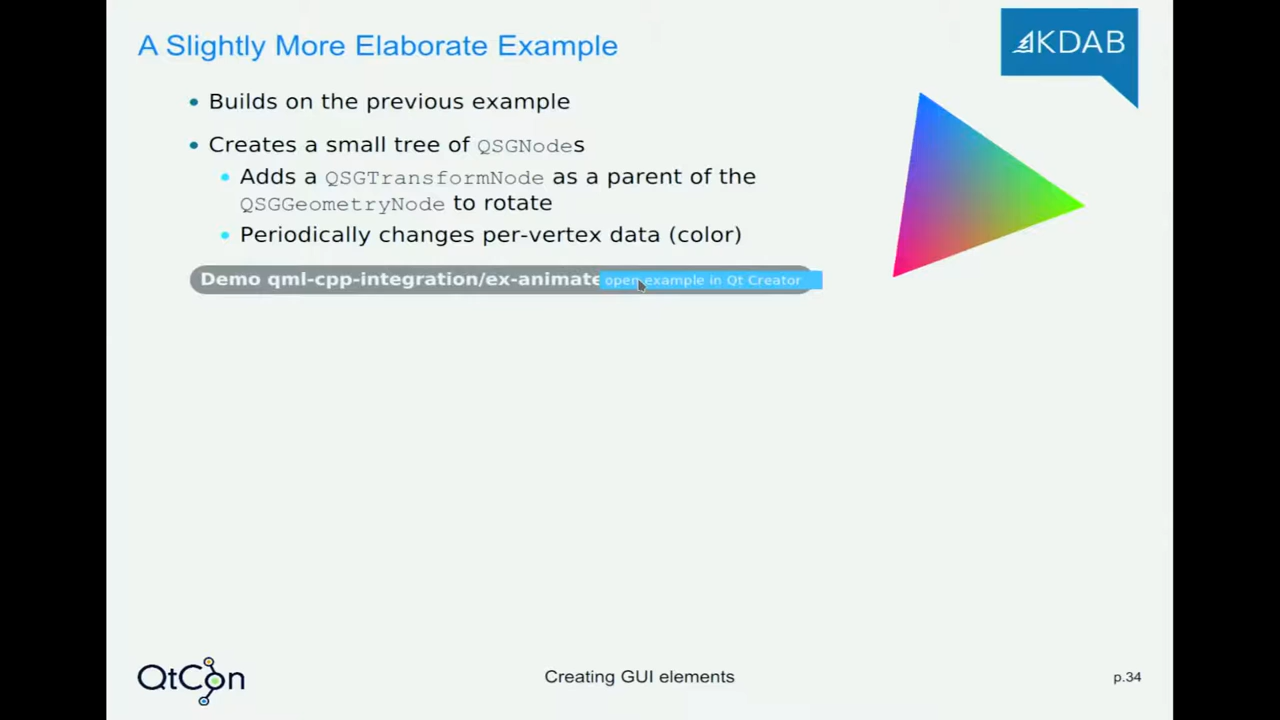 A Slightly More Elaborate Example
KDAB
• Builds on the previous example
• Creates a small tree of QSGNodes
• Adds a QSGTransformNode as a parent of the
QSGGeometryNode to rotate
• Periodically changes per-vertex data (color)
Demo qml-cpp-integration/ex-animate
open example in Qt Creator
QtCon
Creating GUI elements
p.34